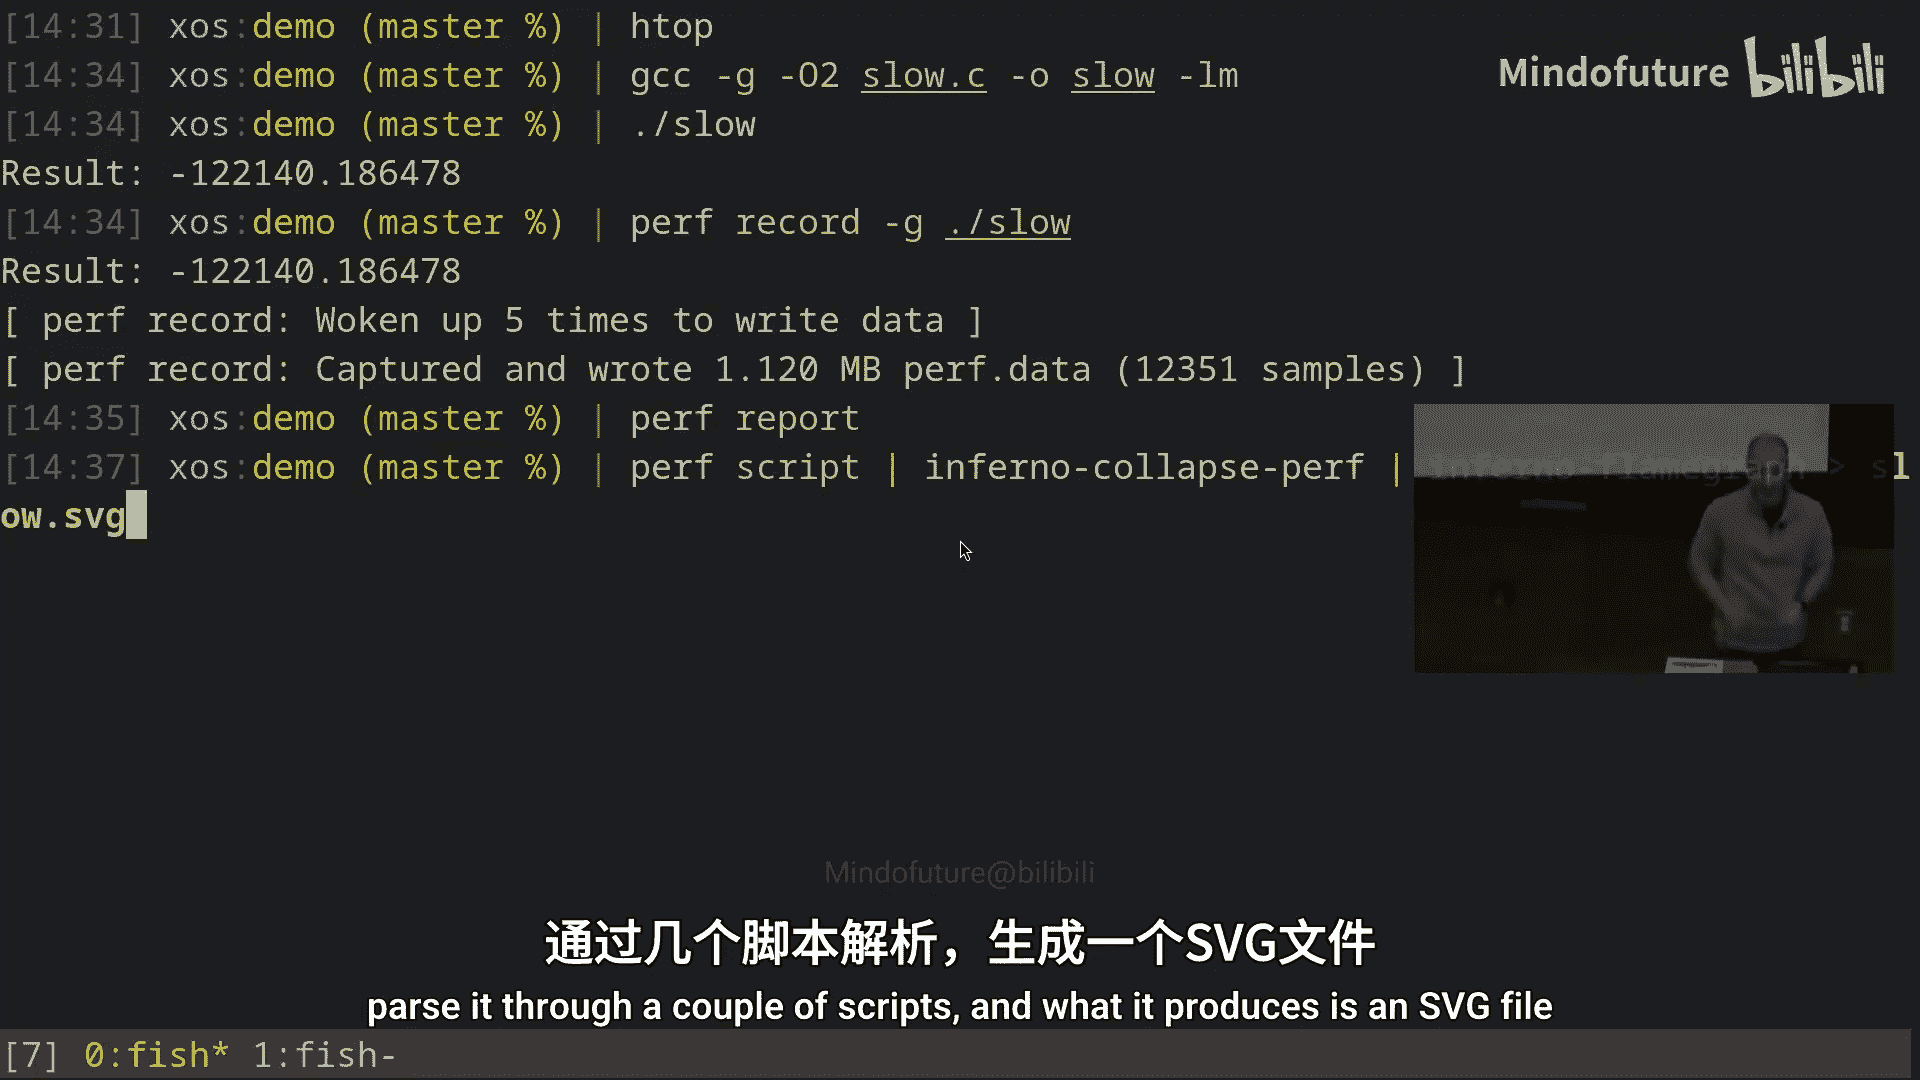 [14:31] xos:demo (master %) | htop
Mindofuture bilibili
[14:34] xos:demo (master %) | gcc -g -O2 slow.c -o slow -lm
[14:34] xos:demo (master %) | ./slow
Result: -122140.186478
[14:34] xos:demo (master %) | perf record -g ./slow
Result: -122140.186478
[ perf record: Woken up 5 times to write data ]
[ perf record: Captured and wrote 1.120 MB perf.data (12351 samples) ]
[14:35] xos:demo (master %) | perf report
[14:37] xos:demo (master %) | perf script | inferno-collapse-perf | inferno-flamegraph > sl
ow.svg
Mindofuture@bilibili
通过几个脚本解析，生成一个SVG文件
parse it through a couple of scripts, and what it produces is an SVG file
[7] 0:fish* 1:fish-